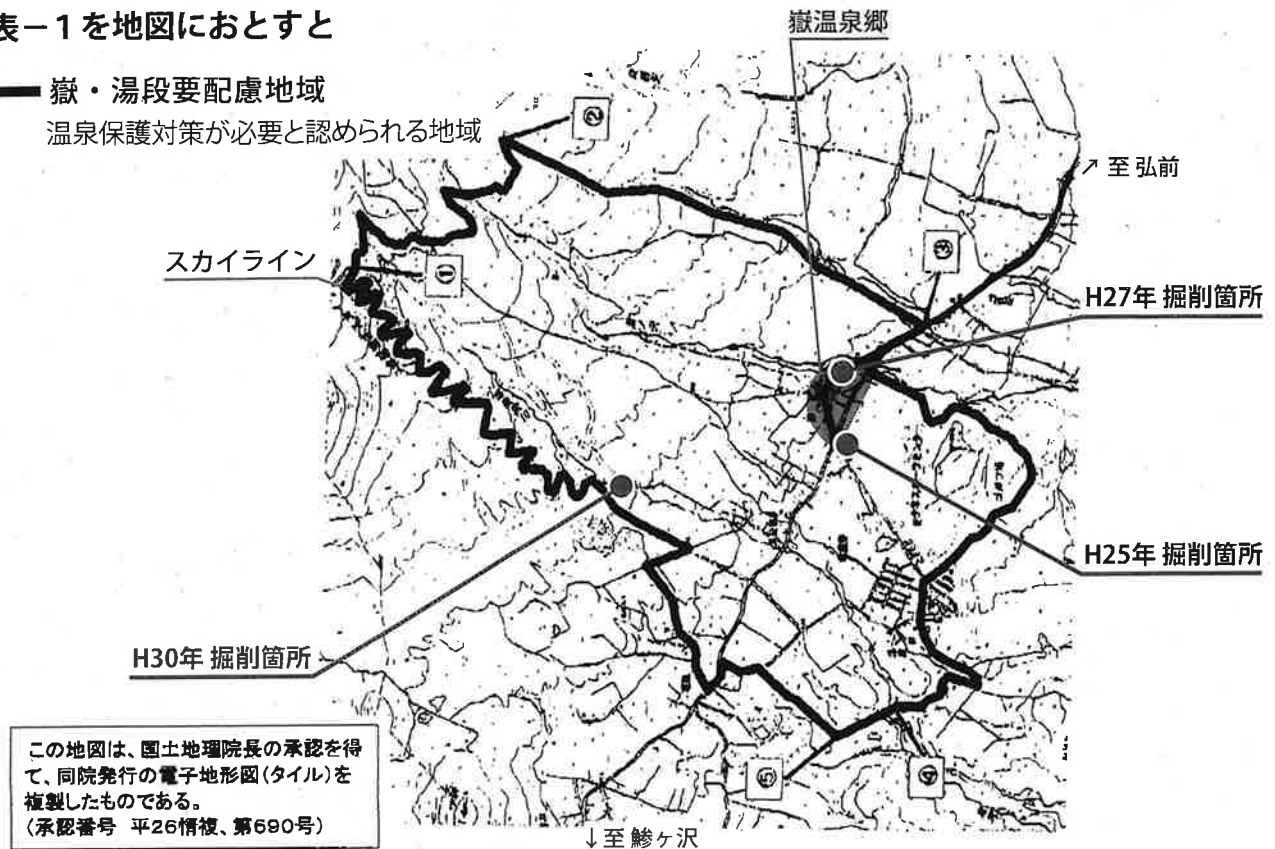 表－1を地図におとすと
嶽温泉郷
嶽・湯段要配慮地域
温泉保護対策が必要と認められる地域
②
↗ 至 弘前
スカイライン
①
③
H27年 掘削箇所
H25年 掘削箇所
H30年 掘削箇所
⑤
④
この地図は、国土地理院長の承認を得
て、同院発行の電子地形図(タイル)を
複製したものである。
(承認番号 平26情複、第690号)
↓至 鰺ヶ沢